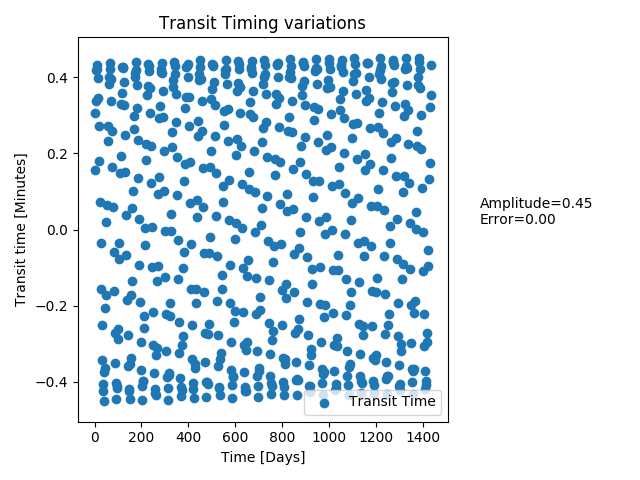 Transit Timing variations
Transit time [Minutes]
0.4
0.2
0.0
−0.2
−0.4
0 200 400 600 800 1000 1200 1400
Time [Days]
Transit Time
Amplitude=0.45
Error=0.00